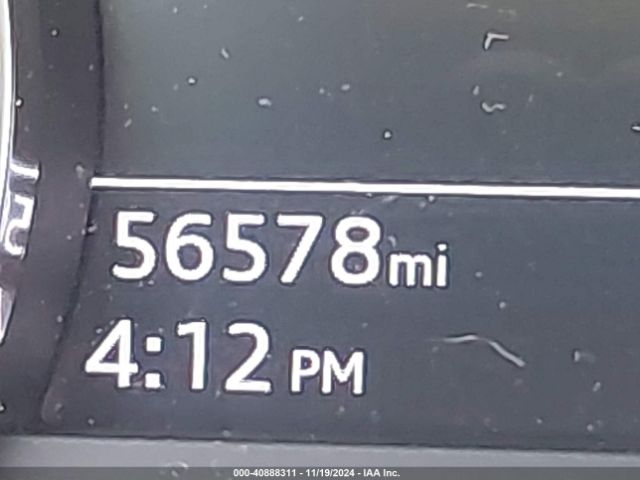 56578mi
4:12 PM
000-40888311 - 11/19/2024 - IAA Inc.